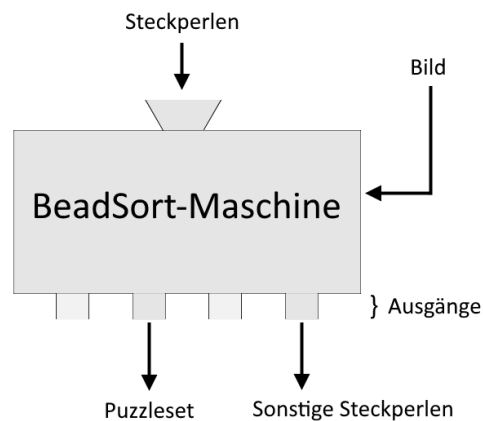 Steckperlen
Bild
BeadSort-Maschine
} Ausgänge
Puzzleset
Sonstige Steckperlen